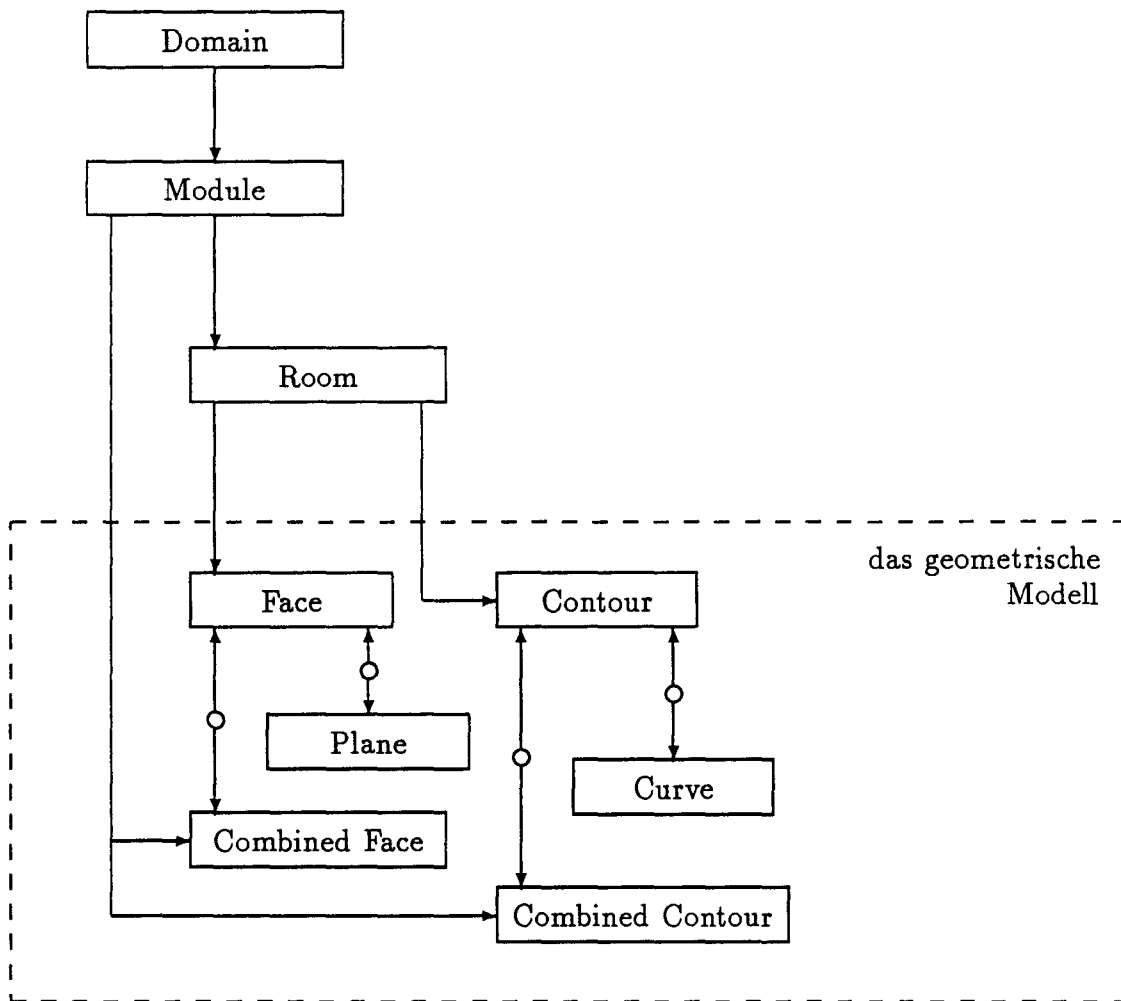 Domain
Module
Room
das geometrische
Modell
Face
Contour
Plane
Curve
Combined Face
Combined Contour